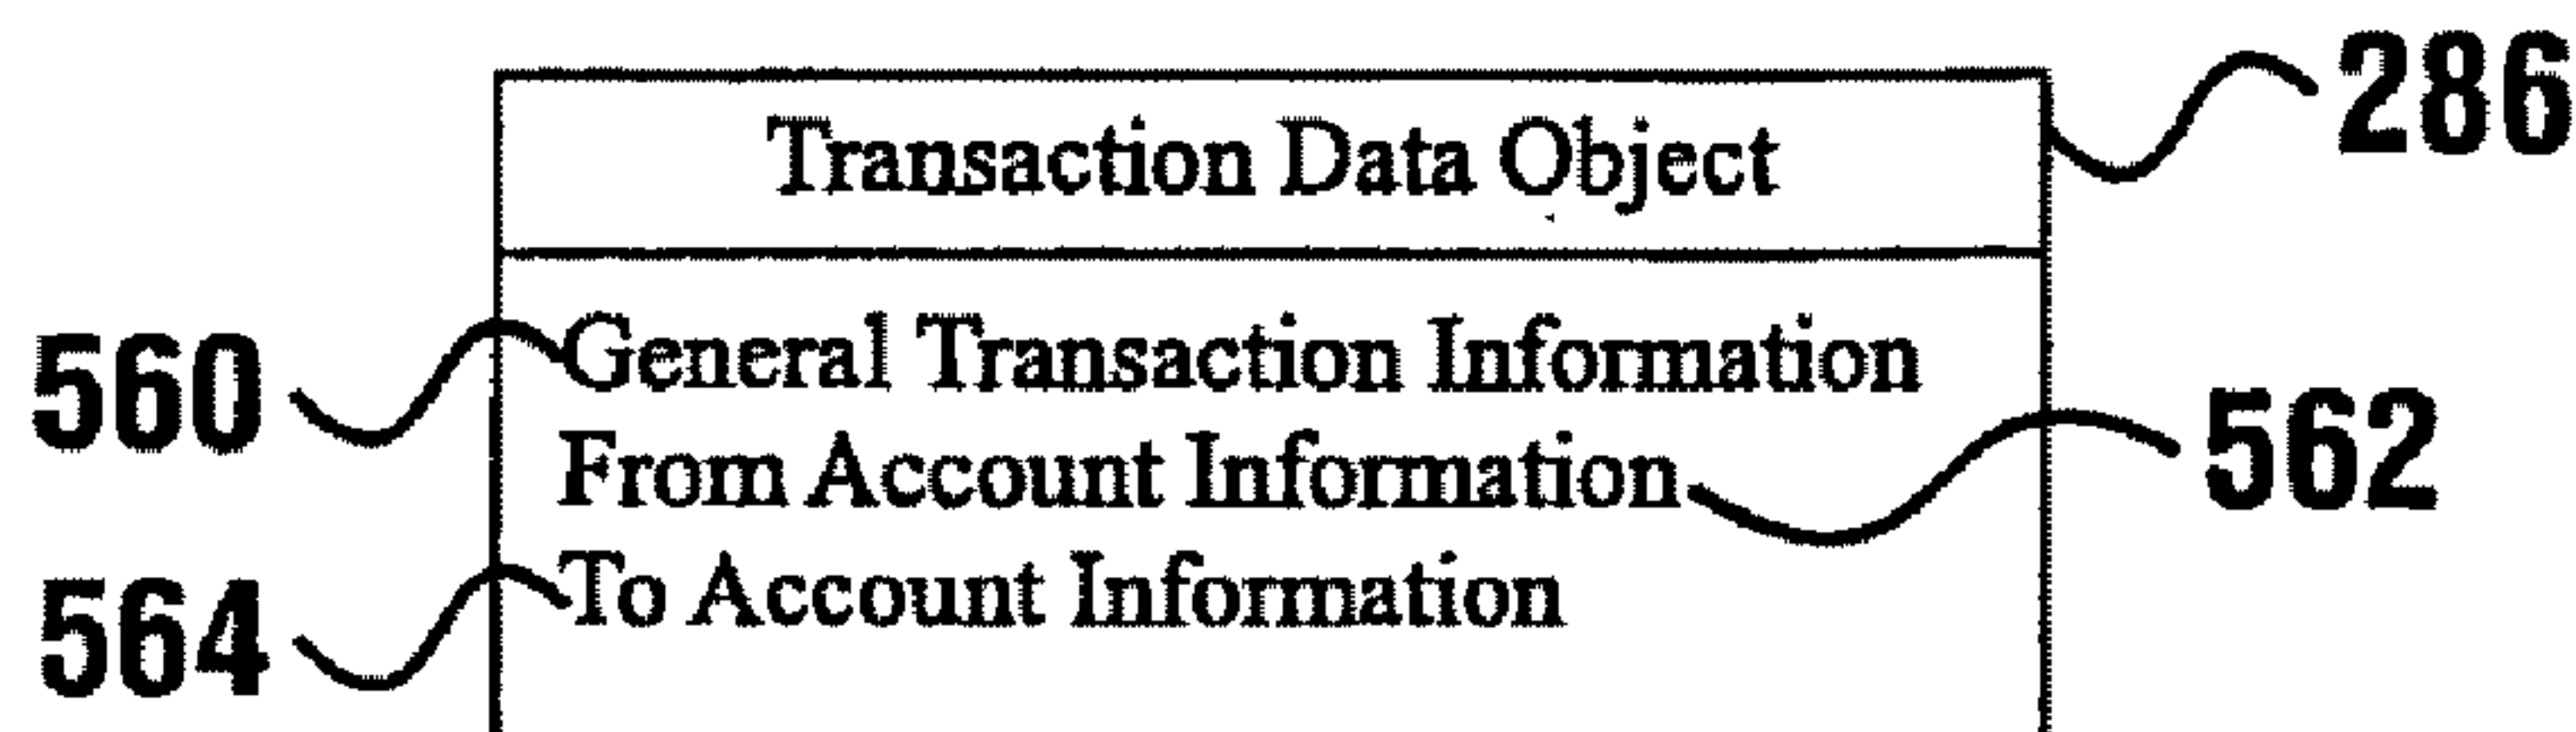 Transaction Data Object 286
560 General Transaction Information
From Account Information 562
564 To Account Information